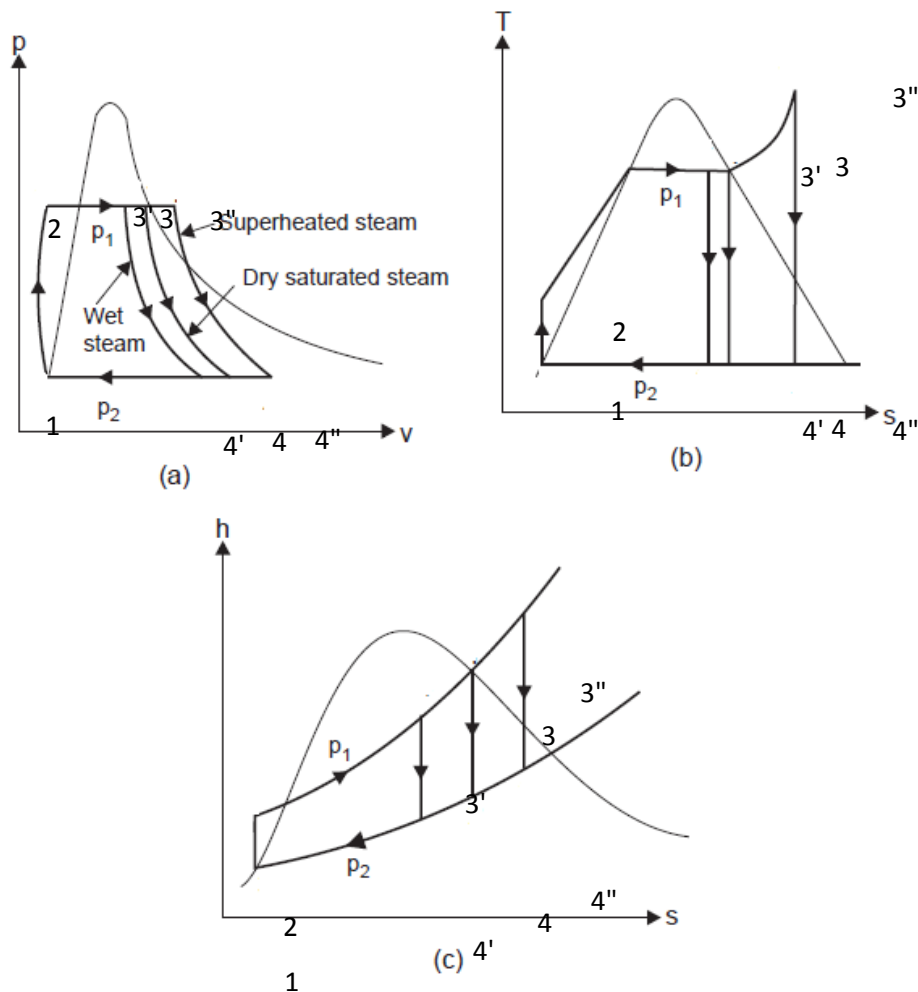 p
T
3"
3' 3
p1
2
p1
3' 3 3"
Superheated steam
Dry saturated steam
Wet
steam
2
p2
p2
1
v
1
s
4' 4 4"
4' 4 4"
(a)
(b)
h
3"
3
p1
3'
p2
4"
2
4
s
4'
(c)
1